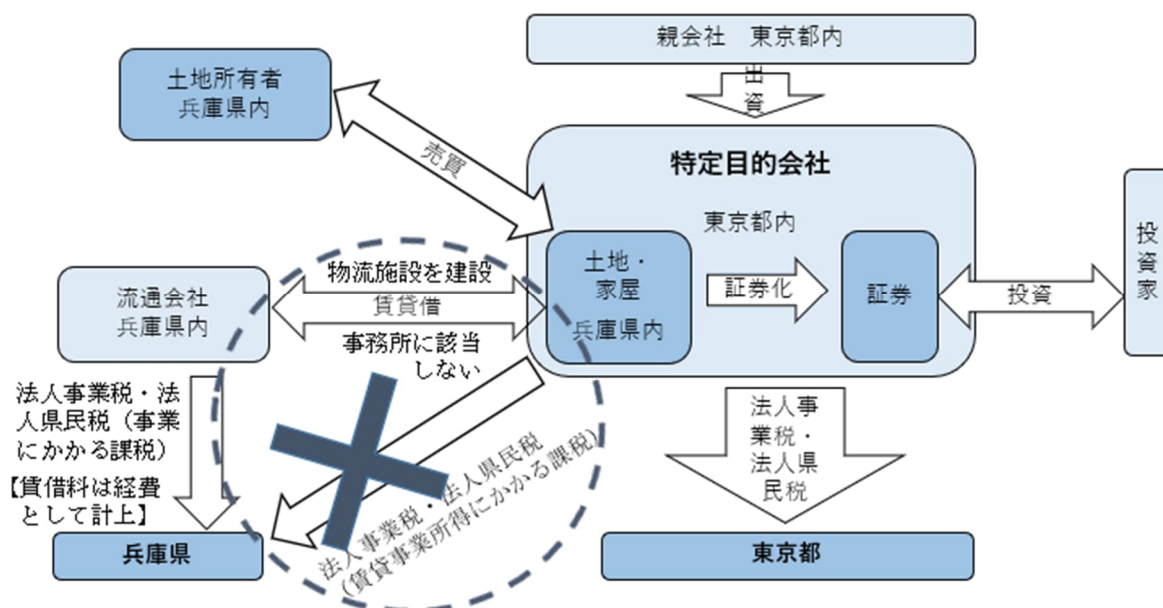 親会社 東京都内
出
資
土地所有者
兵庫県内
売買
特定目的会社
東京都内
土地・
家屋
兵庫県内
証券化
証券
投資
投
資
家
物流施設を建設
賃貸借
事務所に該当
しない
流通会社
兵庫県内
法人事業税・法
人県民税（事業
にかかる課税）
【賃借料は経費
として計上】
法人事業税・法人県民税
（賃貸事業所得にかかる課税）
法人事
業税・
法人県
民税
兵庫県
東京都